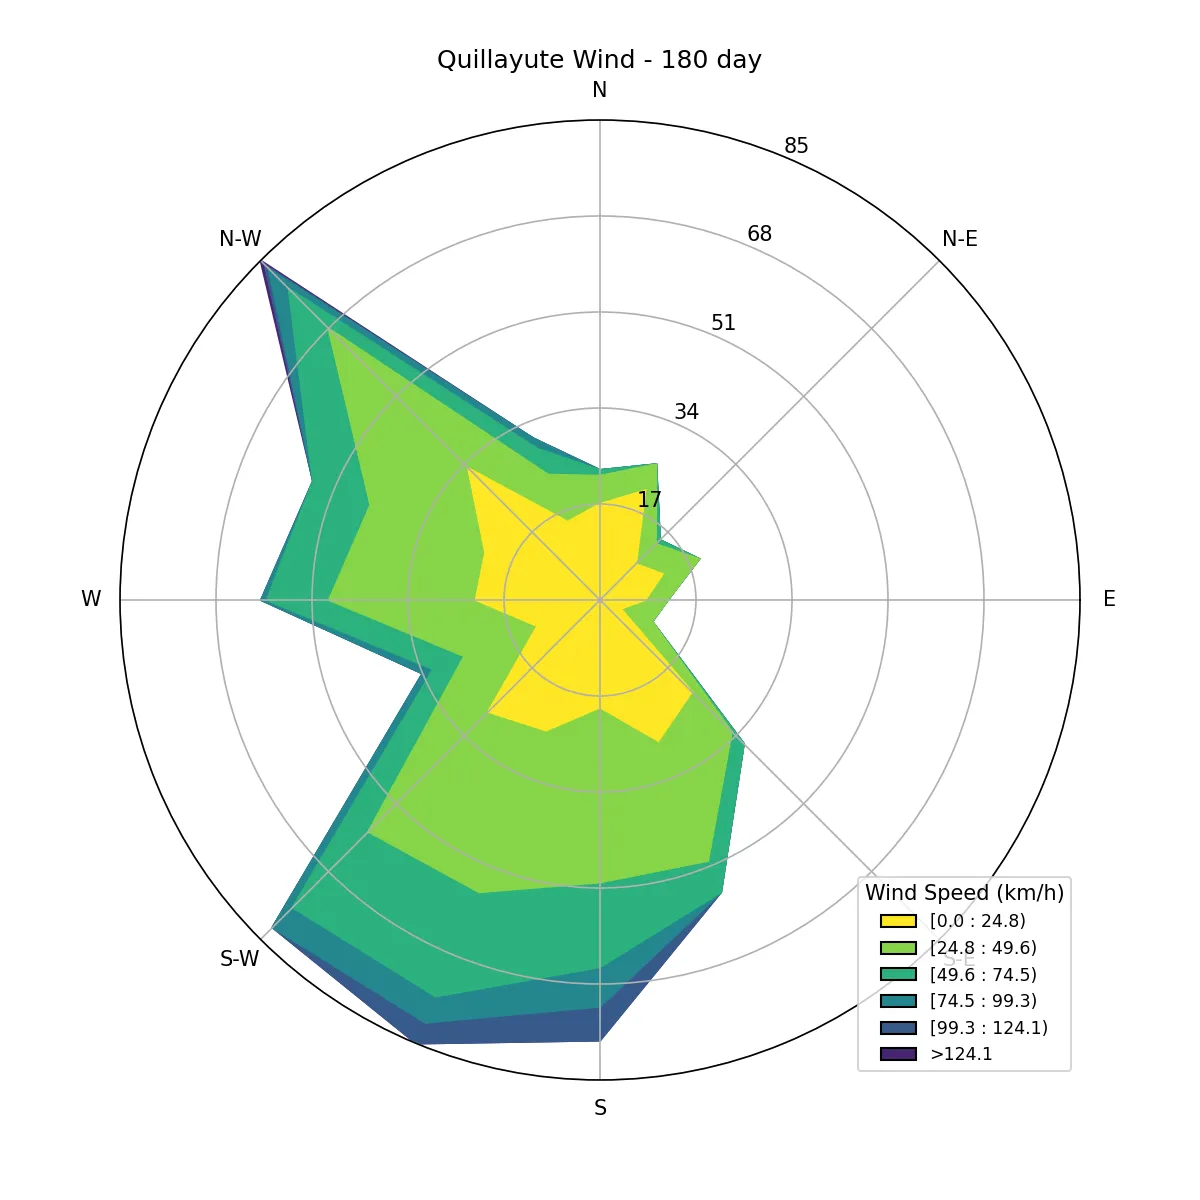 Quillayute Wind - 180 day
N
85
68
N-W
N-E
51
34
17
W
E
S-W
S-E
S
Wind Speed (km/h)
[0.0 : 24.8)
[24.8 : 49.6)
[49.6 : 74.5)
[74.5 : 99.3)
[99.3 : 124.1)
>124.1